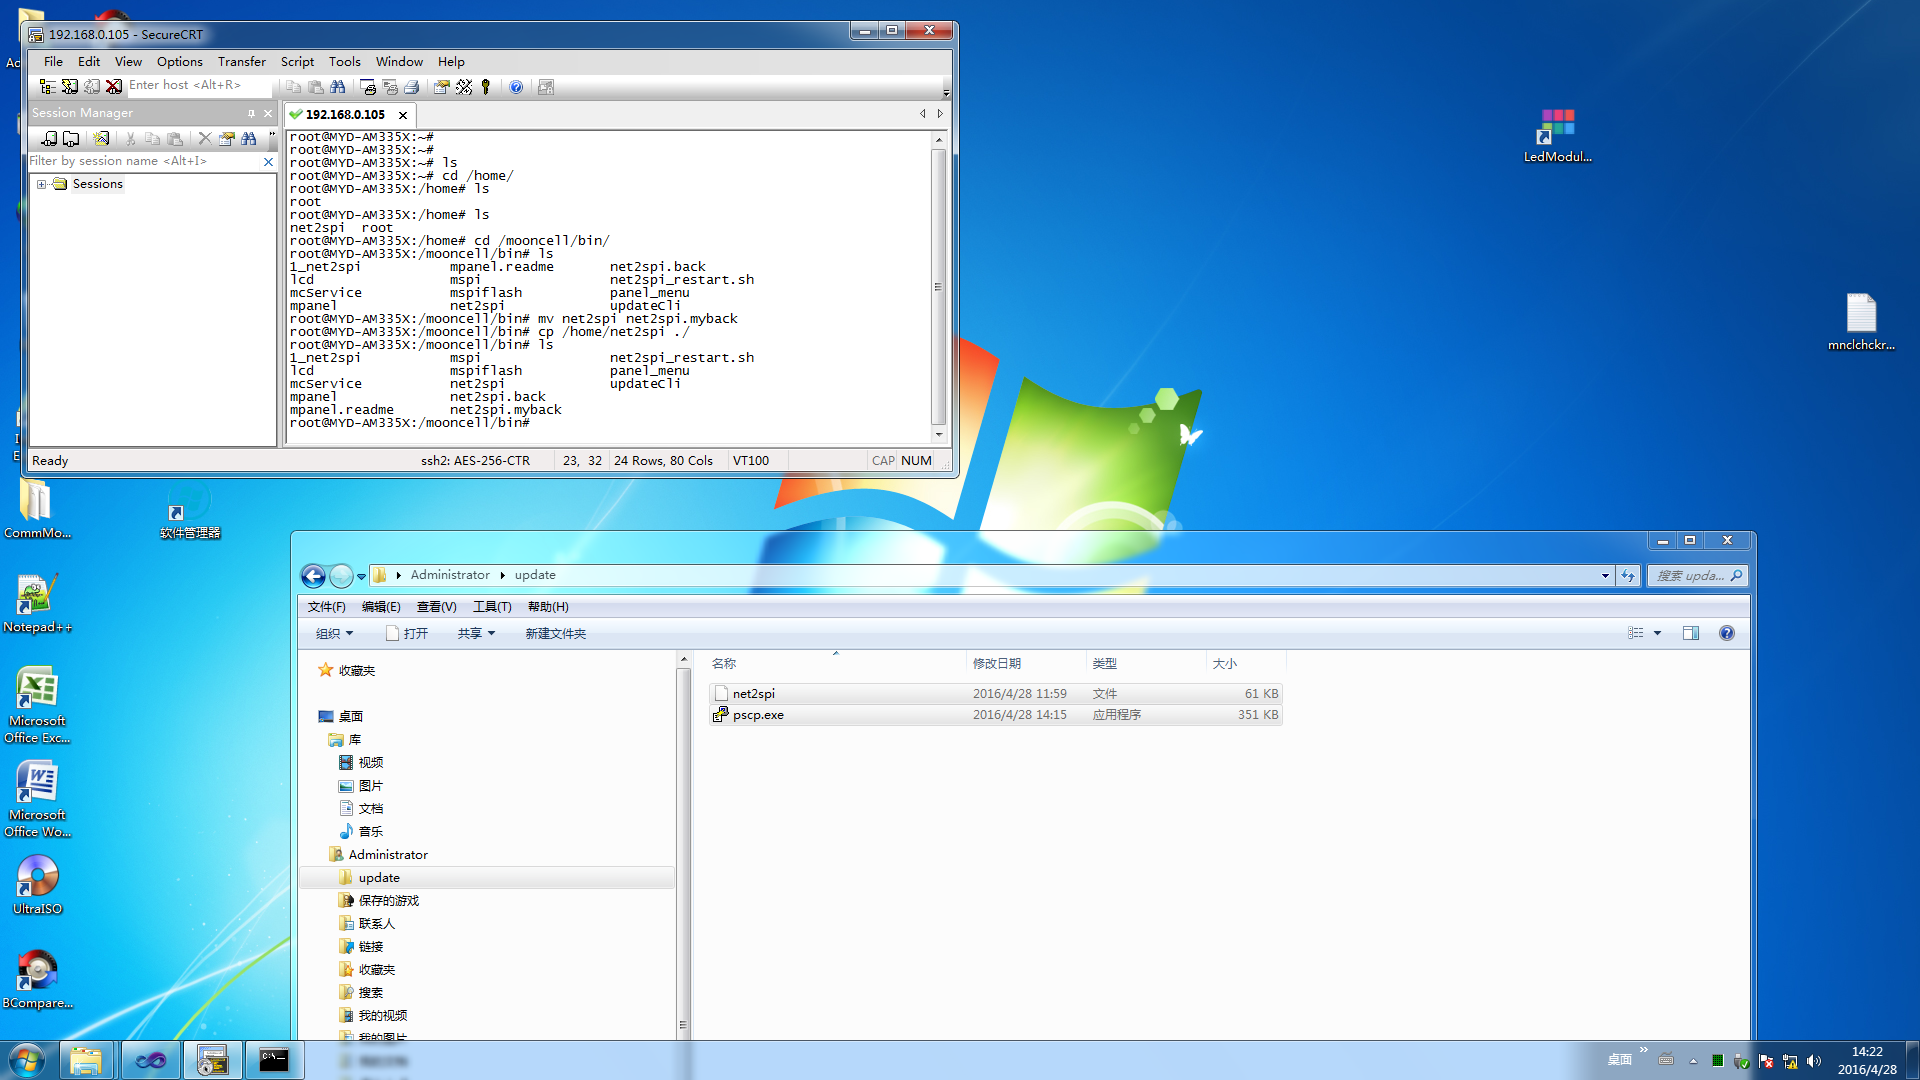 192.168.0.105 - SecureCRT
File Edit View Options Transfer Script Tools Window Help
Enter host <Alt+R>
Session Manager
192.168.0.105
Filter by session name <Alt+I>
Sessions
root@MYD-AM335X:~#
root@MYD-AM335X:~#
root@MYD-AM335X:~# ls
root@MYD-AM335X:~# cd /home/
root@MYD-AM335X:/home# ls
root
root@MYD-AM335X:/home# ls
net2spi  root
root@MYD-AM335X:/home# cd /mooncell/bin/
root@MYD-AM335X:/mooncell/bin# ls
1_net2spi           mpanel.readme       net2spi.back
lcd                 mspi                net2spi_restart.sh
mcService           mspiflash           panel_menu
mpanel              net2spi             updateCli
root@MYD-AM335X:/mooncell/bin# mv net2spi net2spi.myback
root@MYD-AM335X:/mooncell/bin# cp /home/net2spi ./
root@MYD-AM335X:/mooncell/bin# ls
1_net2spi           mspi                net2spi_restart.sh
lcd                 mspiflash           panel_menu
mcService           net2spi             updateCli
mpanel              net2spi.back
mpanel.readme       net2spi.myback
root@MYD-AM335X:/mooncell/bin#
Ready ssh2: AES-256-CTR 23, 32 24 Rows, 80 Cols VT100 CAP NUM
LedModul...
mnclchckr...
CommMo...
软件管理器
Notepad++
Microsoft
Office Exc...
Microsoft
Office Wo...
UltraISO
BCompare...
Administrator update
搜索 upda...
文件(F) 编辑(E) 查看(V) 工具(T) 帮助(H)
组织 打开 共享 新建文件夹
收藏夹
桌面
库
视频
图片
文档
音乐
Administrator
update
保存的游戏
联系人
链接
收藏夹
搜索
我的视频
我的图片
名称 修改日期 类型 大小
net2spi 2016/4/28 11:59 文件 61 KB
pscp.exe 2016/4/28 14:15 应用程序 351 KB
C:\_
桌面
14:22
2016/4/28